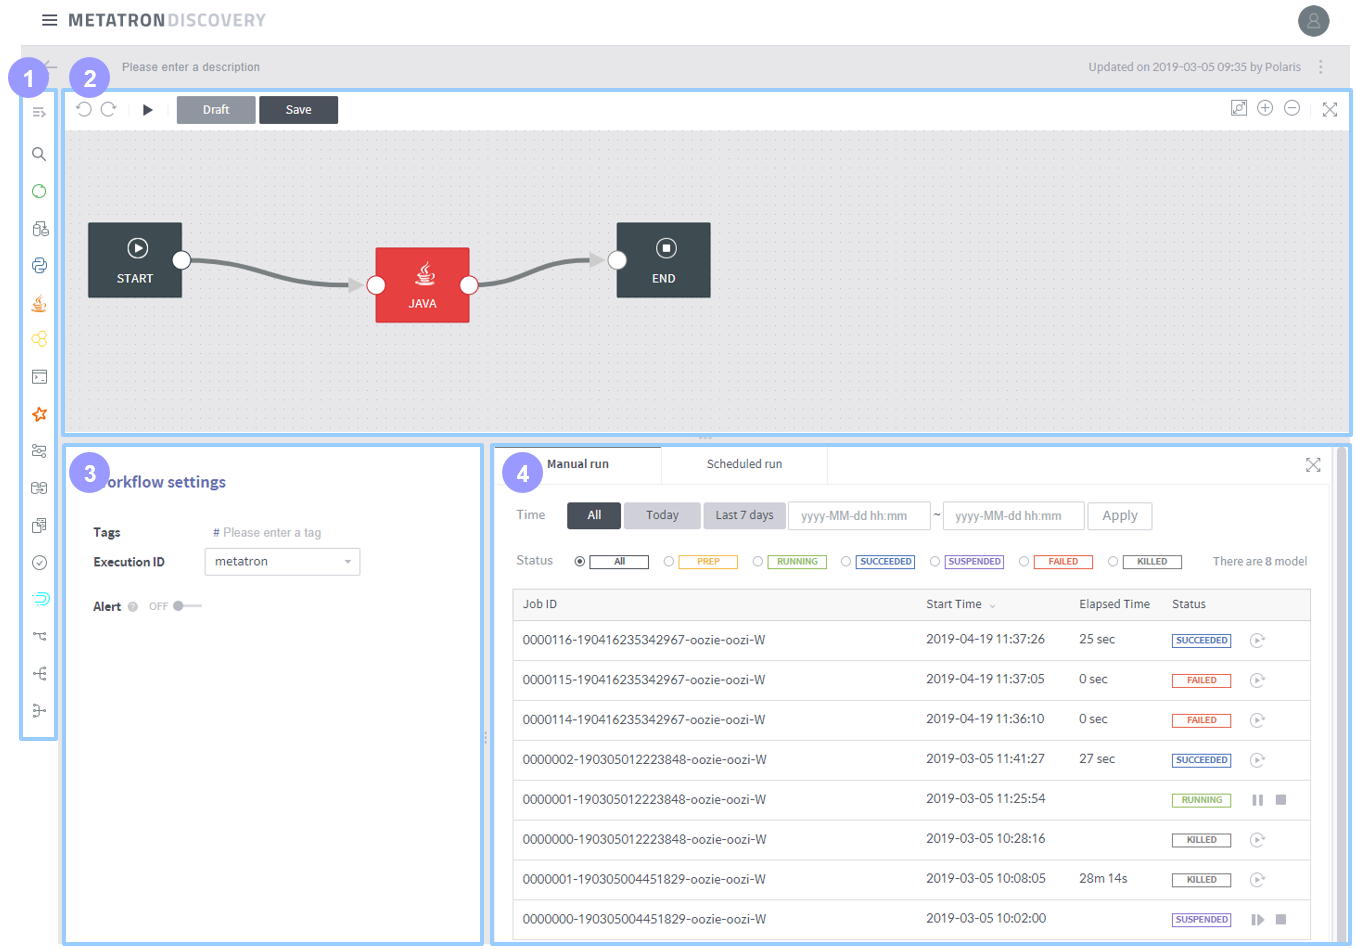 METATRON DISCOVERY
1
2
Please enter a description
Updated on 2019-03-05 09:35 by Polaris
Draft
Save
START
JAVA
END
3
orkflow settings
Tags
# Please enter a tag
Execution ID
metatron
Alert
?
OFF
4
Manual run
Scheduled run
Time
All
Today
Last 7 days
yyyy-MM-dd hh:mm
~
yyyy-MM-dd hh:mm
Apply
Status
All
PREP
RUNNING
SUCCEEDED
SUSPENDED
FAILED
KILLED
There are 8 model
Job ID
Start Time
Elapsed Time
Status
0000116-190416235342967-oozie-oozi-W 2019-04-19 11:37:26 25 sec SUCCEEDED
0000115-190416235342967-oozie-oozi-W 2019-04-19 11:37:05 0 sec FAILED
0000114-190416235342967-oozie-oozi-W 2019-04-19 11:36:10 0 sec FAILED
0000002-190305012223848-oozie-oozi-W 2019-03-05 11:41:27 27 sec SUCCEEDED
0000001-190305012223848-oozie-oozi-W 2019-03-05 11:25:54 RUNNING
0000000-190305012223848-oozie-oozi-W 2019-03-05 10:28:16 KILLED
0000001-190305004451829-oozie-oozi-W 2019-03-05 10:08:05 28m 14s KILLED
0000000-190305004451829-oozie-oozi-W 2019-03-05 10:02:00 SUSPENDED